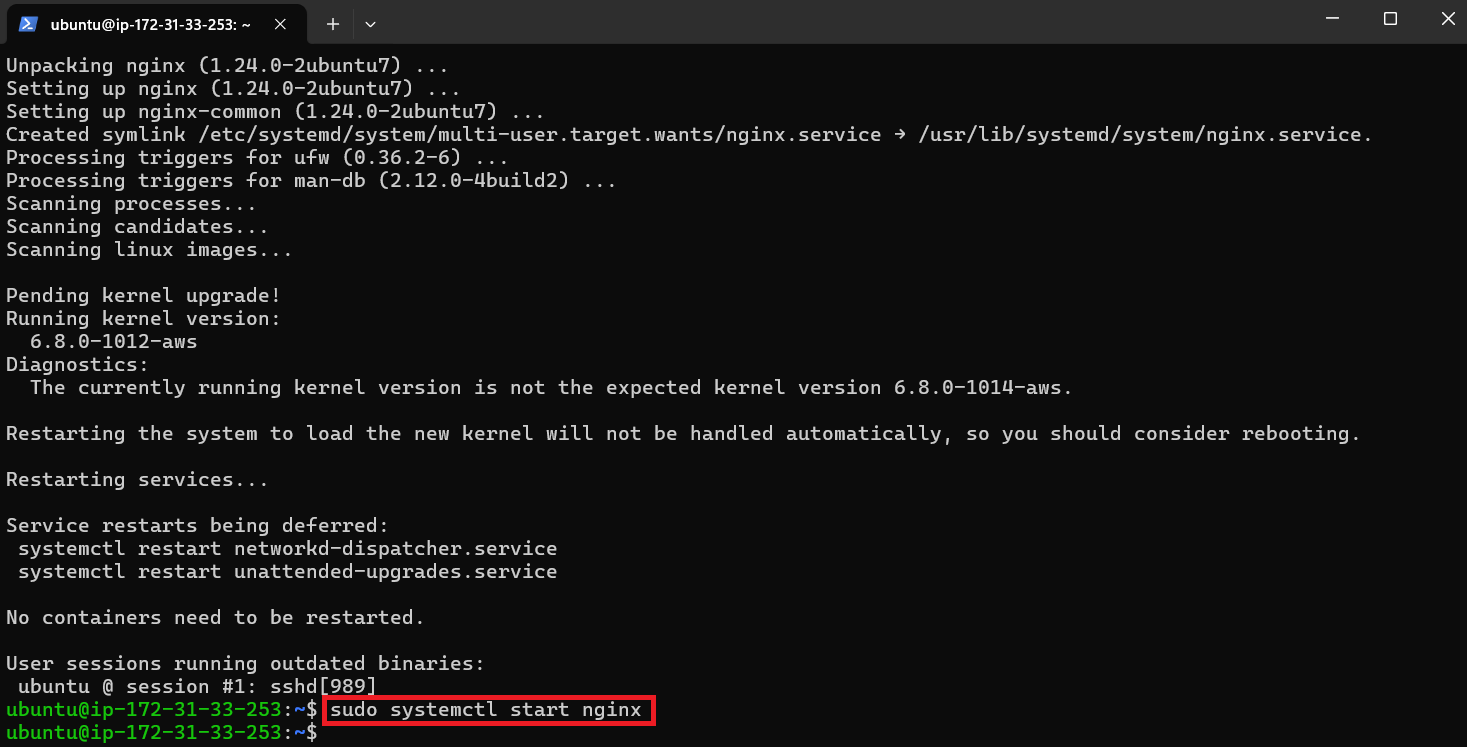 ubuntu@ip-172-31-33-253: ~
Unpacking nginx (1.24.0-2ubuntu7) ...
Setting up nginx (1.24.0-2ubuntu7) ...
Setting up nginx-common (1.24.0-2ubuntu7) ...
Created symlink /etc/systemd/system/multi-user.target.wants/nginx.service → /usr/lib/systemd/system/nginx.service.
Processing triggers for ufw (0.36.2-6) ...
Processing triggers for man-db (2.12.0-4build2) ...
Scanning processes...
Scanning candidates...
Scanning linux images...
Pending kernel upgrade!
Running kernel version:
  6.8.0-1012-aws
Diagnostics:
  The currently running kernel version is not the expected kernel version 6.8.0-1014-aws.
Restarting the system to load the new kernel will not be handled automatically, so you should consider rebooting.
Restarting services...
Service restarts being deferred:
 systemctl restart networkd-dispatcher.service
 systemctl restart unattended-upgrades.service
No containers need to be restarted.
User sessions running outdated binaries:
 ubuntu @ session #1: sshd[989]
ubuntu@ip-172-31-33-253:~$ sudo systemctl start nginx
ubuntu@ip-172-31-33-253:~$